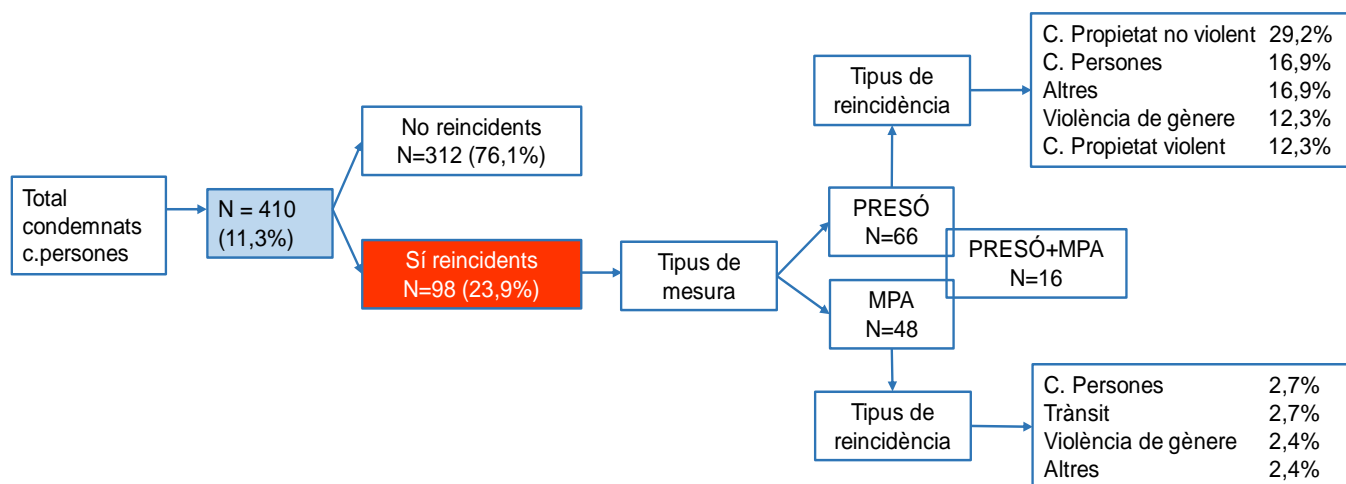 Total
condemnats
c.persones
N = 410
(11,3%)
No reincidents
N=312 (76,1%)
Sí reincidents
N=98 (23,9%)
Tipus de
mesura
PRESÓ
N=66
PRESÓ+MPA
N=16
MPA
N=48
Tipus de
reincidència
C. Propietat no violent 29,2%
C. Persones 16,9%
Altres 16,9%
Violència de gènere 12,3%
C. Propietat violent 12,3%
Tipus de
reincidència
C. Persones 2,7%
Trànsit 2,7%
Violència de gènere 2,4%
Altres 2,4%